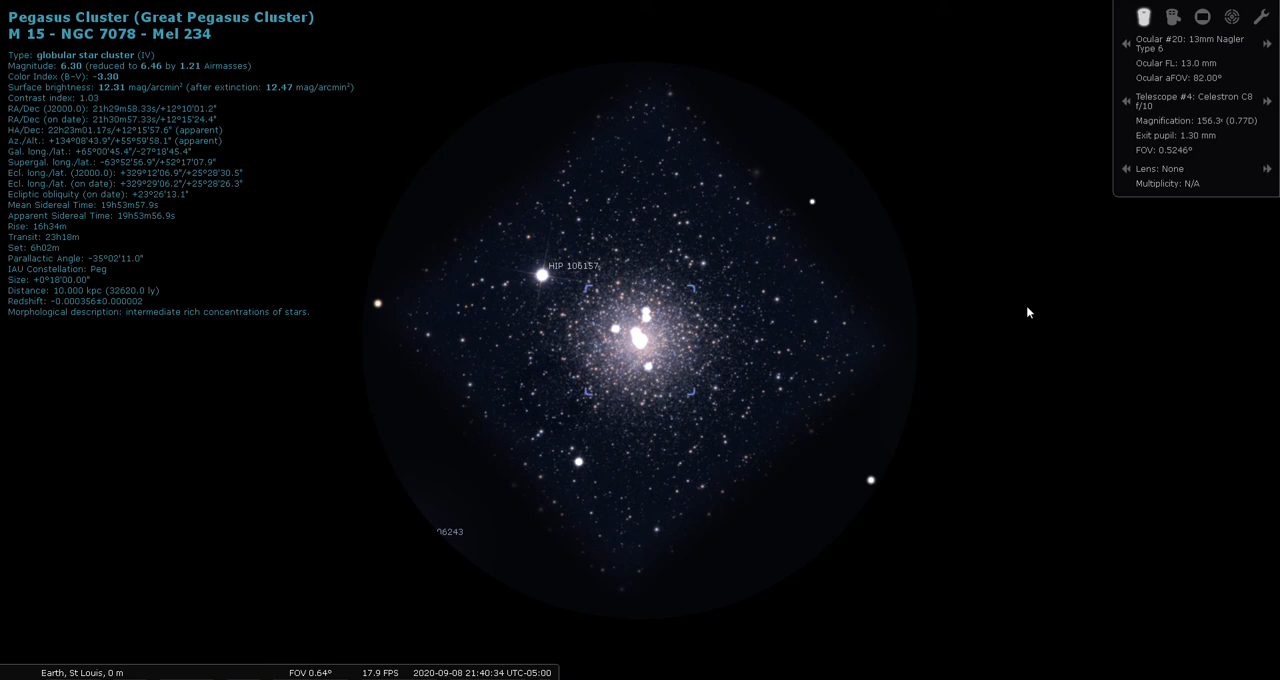 Pegasus Cluster (Great Pegasus Cluster)
M 15 - NGC 7078 - Mel 234
Type: globular star cluster (IV)
Magnitude: 6.30 (reduced to 6.46 by 1.21 Airmasses)
Color Index (B-V): -3.30
Surface brightness: 12.31 mag/arcmin² (after extinction: 12.47 mag/arcmin²)
Contrast index: 1.03
RA/Dec (J2000.0): 21h29m58.33s/+12°10'01.2"
RA/Dec (on date): 21h30m57.33s/+12°15'24.4"
HA/Dec: 22h23m01.17s/+12°15'57.6" (apparent)
Az./Alt.: +134°08'43.9"/+55°59'58.1" (apparent)
Gal. long./lat.: +65°00'45.4"/-27°18'45.4"
Supergal. long./lat.: -63°52'56.9"/+52°17'07.9"
Ecl. long./lat. (J2000.0): +329°12'06.9"/+25°28'30.5"
Ecl. long./lat. (on date): +329°29'06.2"/+25°28'26.3"
Ecliptic obliquity (on date): +23°26'13.1"
Mean Sidereal Time: 19h53m57.9s
Apparent Sidereal Time: 19h53m56.9s
Rise: 16h34m
Transit: 23h18m
Set: 6h02m
Parallactic Angle: -35°02'11.0"
IAU Constellation: Peg
Size: +0°18'00.00"
Distance: 10.000 kpc (32620.0 ly)
Redshift: -0.000356±0.000002
Morphological description: intermediate rich concentrations of stars.
Ocular #20: 13mm Nagler
Type 6
Ocular FL: 13.0 mm
Ocular aFOV: 82.00°
Telescope #4: Celestron C8
f/10
Magnification: 156.3ˣ (0.77D)
Exit pupil: 1.30 mm
FOV: 0.5246°
Lens: None
Multiplicity: N/A
HIP 106157
06243
Earth, St Louis, 0 m
FOV 0.64°
17.9 FPS
2020-09-08 21:40:34 UTC-05:00